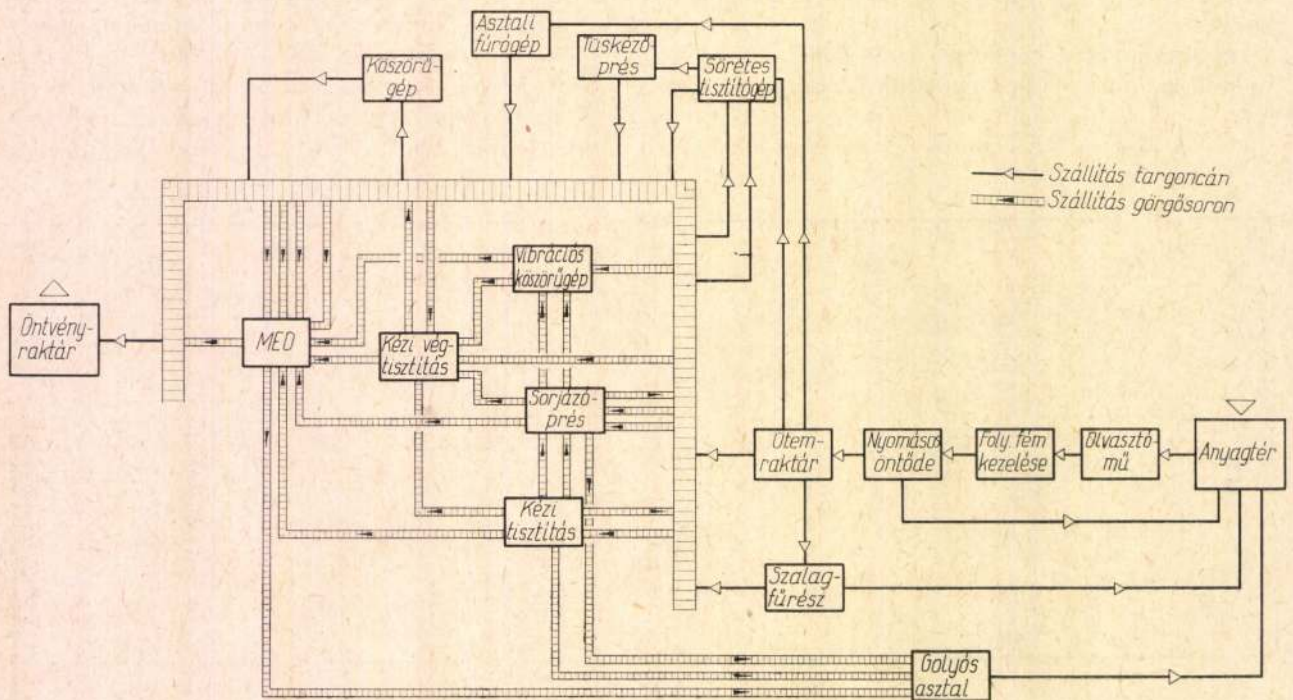 Asztali
fúrógép
Tüskéző-
prés
Sörétes
tisztítógép
Köszörű-
gép
Szállítás targoncán
Szállítás görgősoron
Vibrációs
köszörűgép
Öntvény-
raktár
MEO
Kézi vég-
tisztítás
Sorjázó-
prés
Ütem-
raktár
Nyomásos
öntöde
Foly. fém
kezelése
Olvasztó-
mű
Anyagtér
Kézi
tisztítás
Szalag-
fűrész
Golyós
asztal